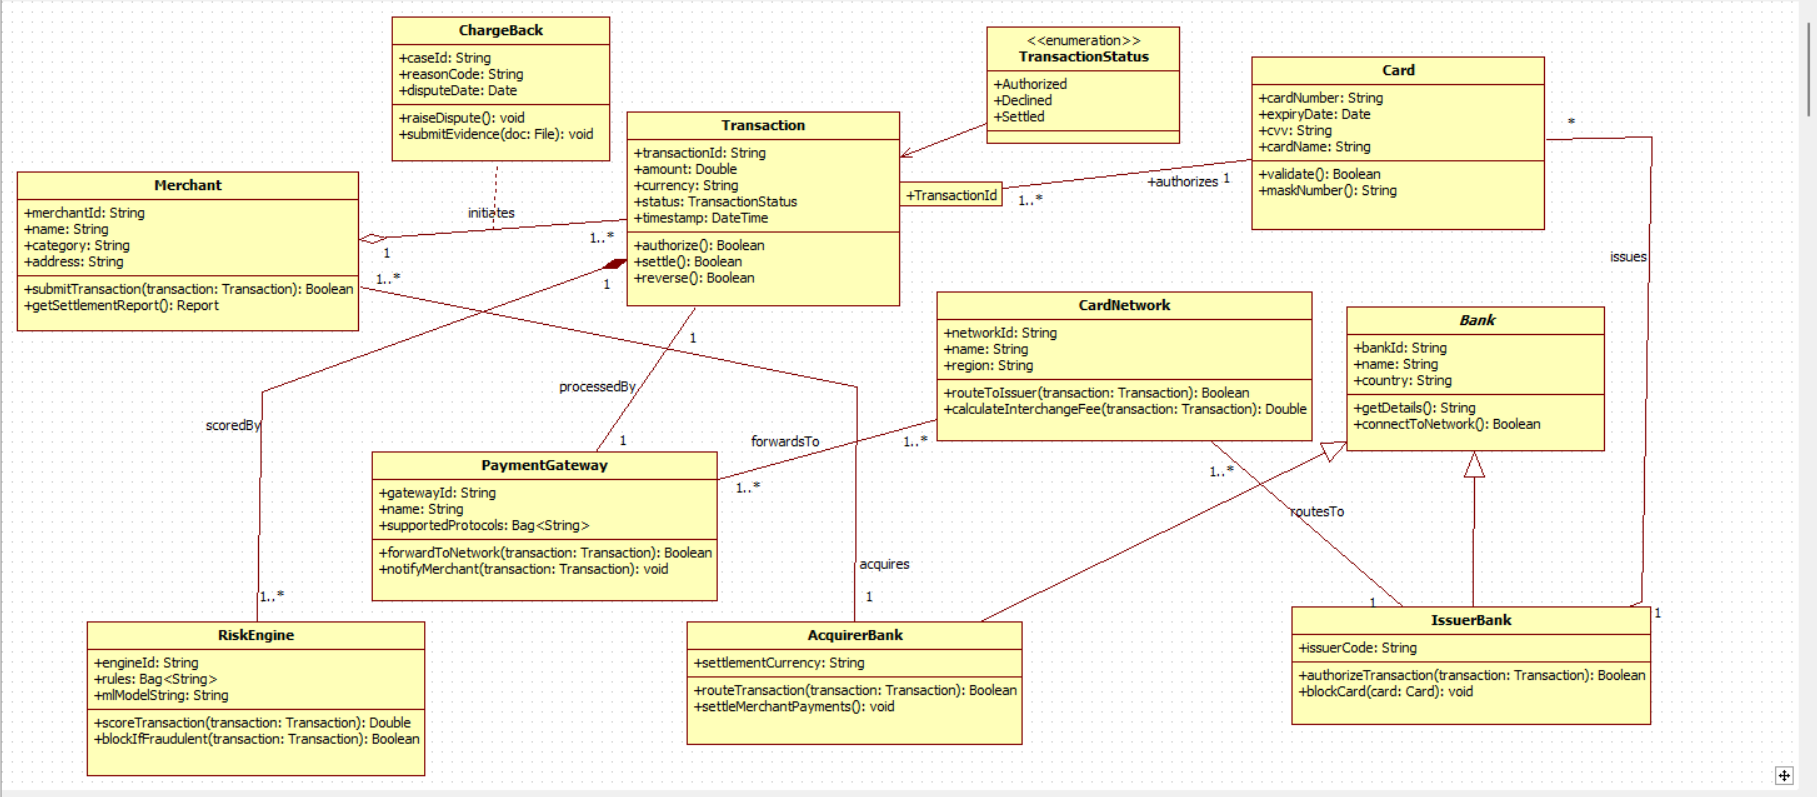 ChargeBack
+caseId: String
+reasonCode: String
+disputeDate: Date
+raiseDispute(): void
+submitEvidence(doc: File): void
<<enumeration>>
TransactionStatus
+Authorized
+Declined
+Settled
Card
+cardNumber: String
+expiryDate: Date
+cvv: String
+cardName: String
+validate(): Boolean
+maskNumber(): String
*
Transaction
+transactionId: String
+amount: Double
+currency: String
+status: TransactionStatus
+timestamp: DateTime
+authorize(): Boolean
+settle(): Boolean
+reverse(): Boolean
+TransactionId
1..*
+authorizes
1
Merchant
+merchantId: String
+name: String
+category: String
+address: String
+submitTransaction(transaction: Transaction): Boolean
+getSettlementReport(): Report
initiates
1
1..*
1..*
1
issues
CardNetwork
+networkId: String
+name: String
+region: String
+routeToIssuer(transaction: Transaction): Boolean
+calculateInterchangeFee(transaction: Transaction): Double
Bank
+bankId: String
+name: String
+country: String
+getDetails(): String
+connectToNetwork(): Boolean
1
processedBy
1
scoredBy
forwardsTo
1..*
1..*
1..*
routesTo
1
PaymentGateway
+gatewayId: String
+name: String
+supportedProtocols: Bag<String>
+forwardToNetwork(transaction: Transaction): Boolean
+notifyMerchant(transaction: Transaction): void
acquires
1
1..*
1
RiskEngine
+engineId: String
+rules: Bag<String>
+mlModelString: String
+scoreTransaction(transaction: Transaction): Double
+blockIfFraudulent(transaction: Transaction): Boolean
AcquirerBank
+settlementCurrency: String
+routeTransaction(transaction: Transaction): Boolean
+settleMerchantPayments(): void
IssuerBank
+issuerCode: String
+authorizeTransaction(transaction: Transaction): Boolean
+blockCard(card: Card): void